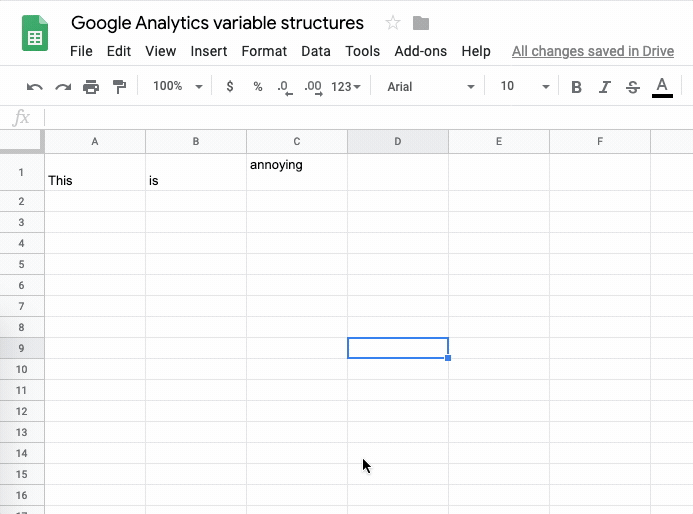 Google Analytics variable structures
File Edit View Insert Format Data Tools Add-ons Help All changes saved in Drive
100% $ % .0 .00 123 Arial 10 B I S A
fx
A B C D E F
1 This is annoying
2
3
4
5
6
7
8
9
10
11
12
13
14
15
16